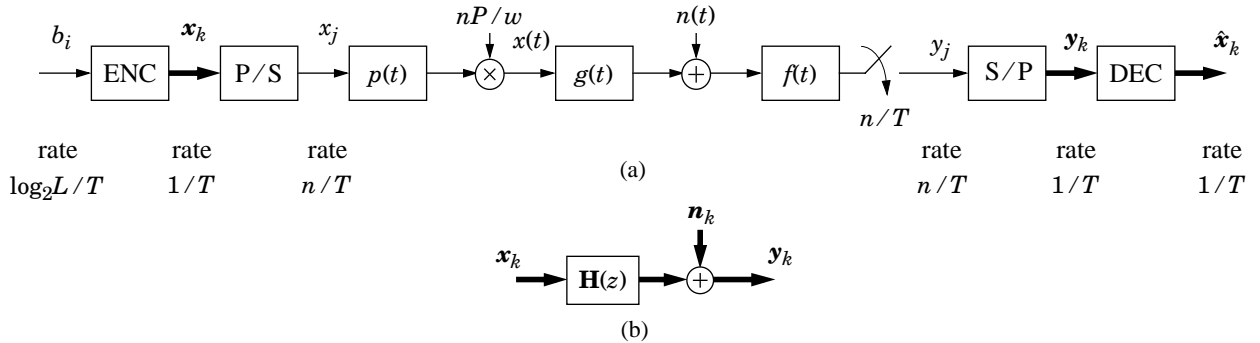 nP/w
n(t)
b_i x_k x_j x(t) y_j y_k x̂_k
ENC P/S p(t) × g(t) + f(t) S/P DEC
n/T
rate rate rate rate rate rate
log₂L/T 1/T n/T n/T 1/T 1/T
(a)
n_k
x_k y_k
H(z) +
(b)